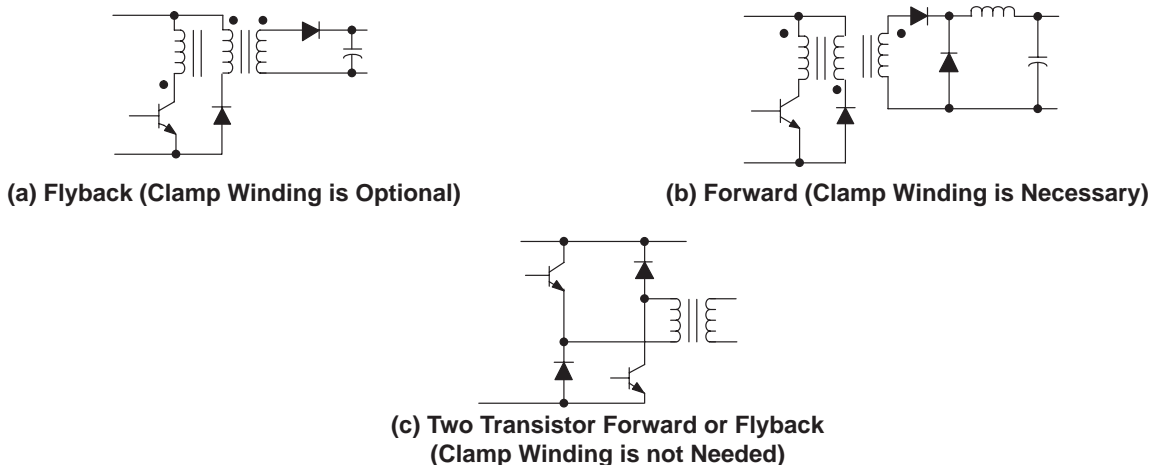 (a) Flyback (Clamp Winding is Optional)
(b) Forward (Clamp Winding is Necessary)
(c) Two Transistor Forward or Flyback
(Clamp Winding is not Needed)